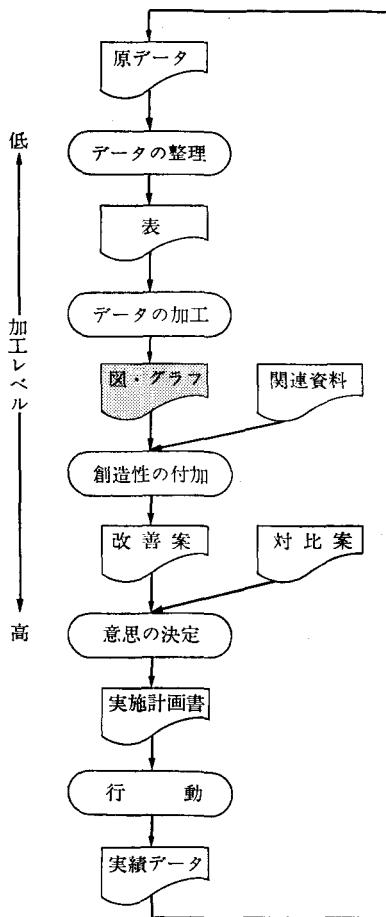 原データ
データの整理
低
表
データの加工
加工レベル
図・グラフ
関連資料
創造性の付加
改善案
対比案
意思の決定
高
実施計画書
行動
実績データ